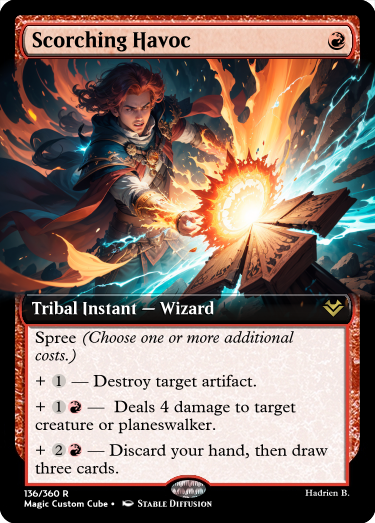 Scorching Havoc
Tribal Instant — Wizard
Spree (Choose one or more additional
costs.)
+ 1 — Destroy target artifact.
+ 1 — Deals 4 damage to target
creature or planeswalker.
+ 2 — Discard your hand, then draw
three cards.
136/360 R
Hadrien B.
Magic Custom Cube • Stable Diffusion